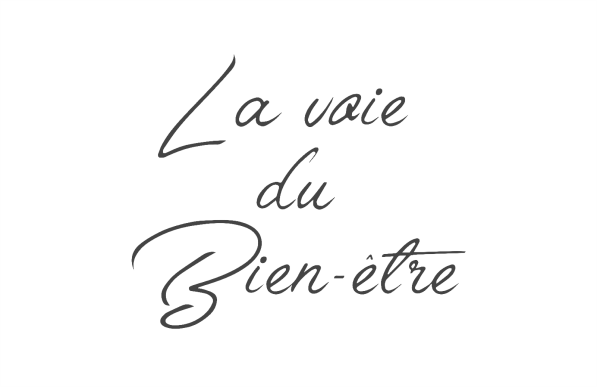 La voie
du
Bien-être